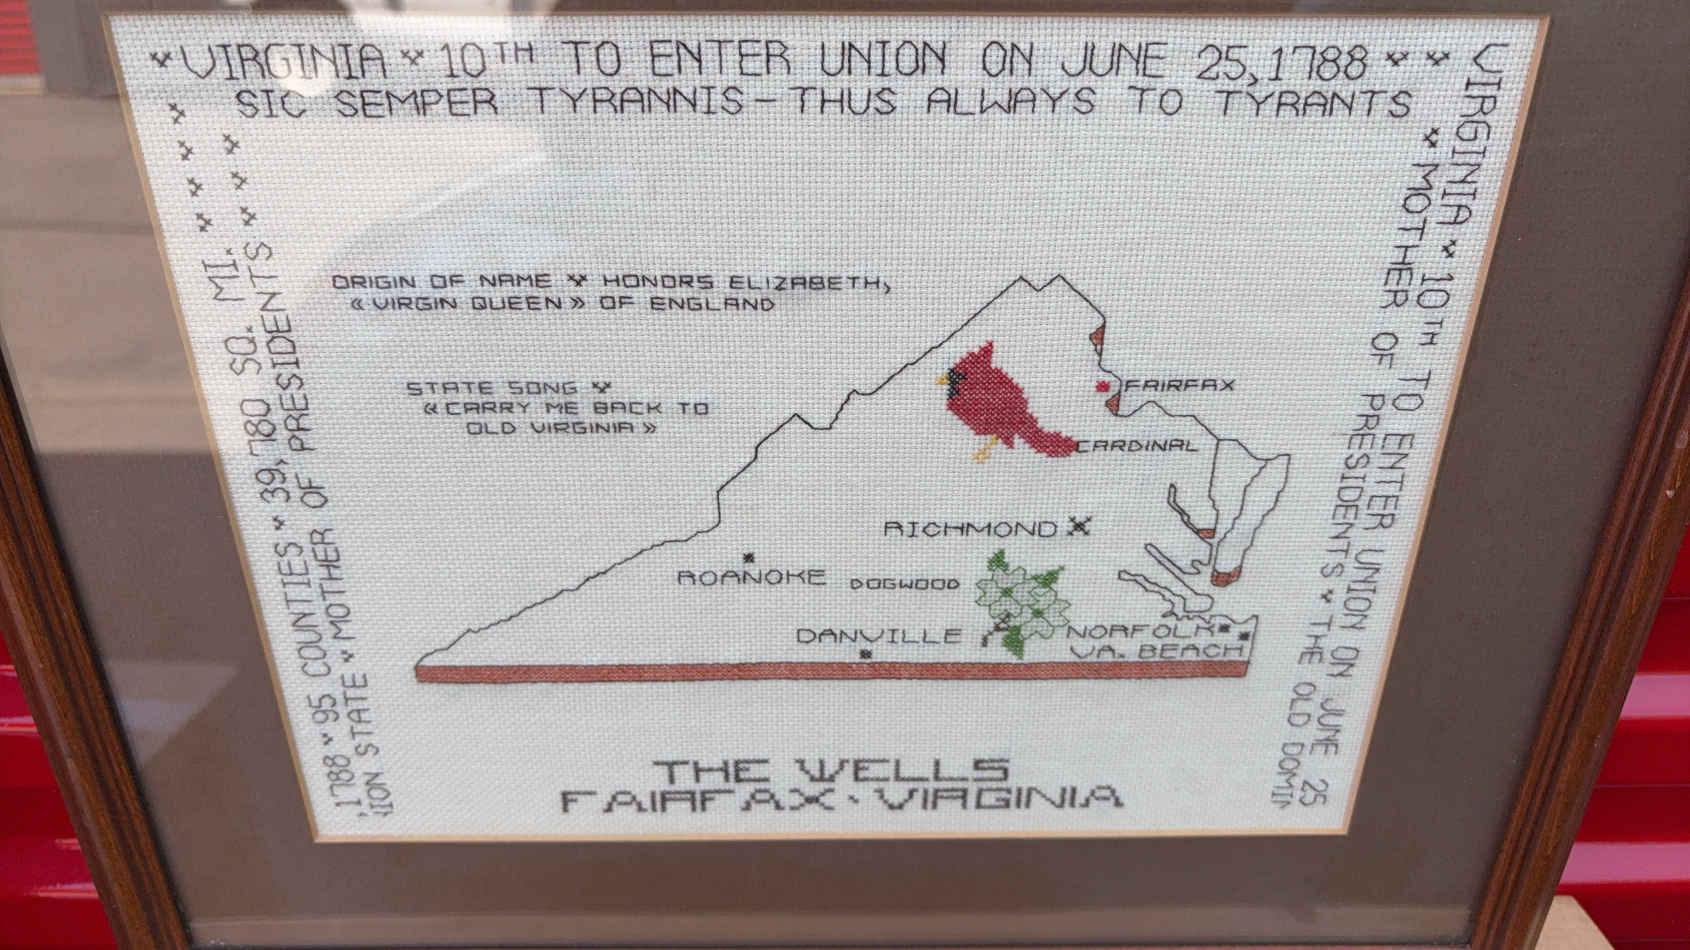 VIRGINIA 10TH TO ENTER UNION ON JUNE 25,1788
SIC SEMPER TYRANNIS-THUS ALWAYS TO TYRANTS
VIRGINIA 10TH TO ENTER UNION ON JUNE 25
MOTHER OF PRESIDENTS THE OLD DOMIN
,1788 95 COUNTIES 39,780 SQ. MI.
ION STATE MOTHER OF PRESIDENTS
ORIGIN OF NAME HONORS ELIZABETH,
«VIRGIN QUEEN» OF ENGLAND
STATE SONG
«CARRY ME BACK TO
OLD VIRGINIA»
FAIRFAX
CARDINAL
RICHMOND
ROANOKE
DOGWOOD
DANVILLE
NORFOLK
VA. BEACH
THE WELLS
FAIRFAX·VIRGINIA